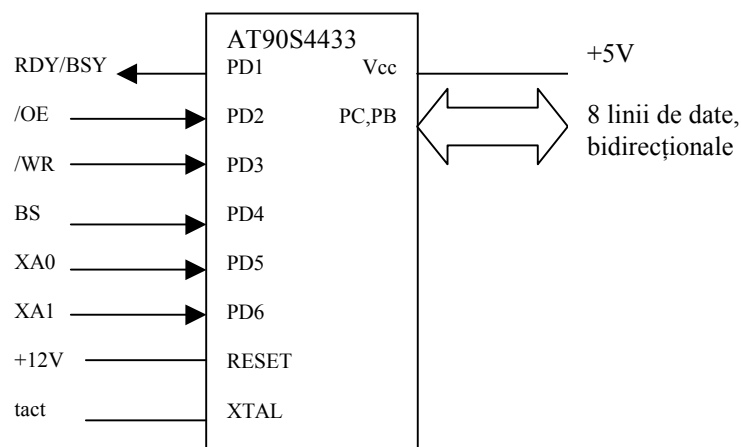 AT90S4433
RDY/BSY PD1 Vcc +5V
/OE PD2 PC,PB 8 linii de date,
bidirecționale
/WR PD3
BS PD4
XA0 PD5
XA1 PD6
+12V RESET
tact XTAL